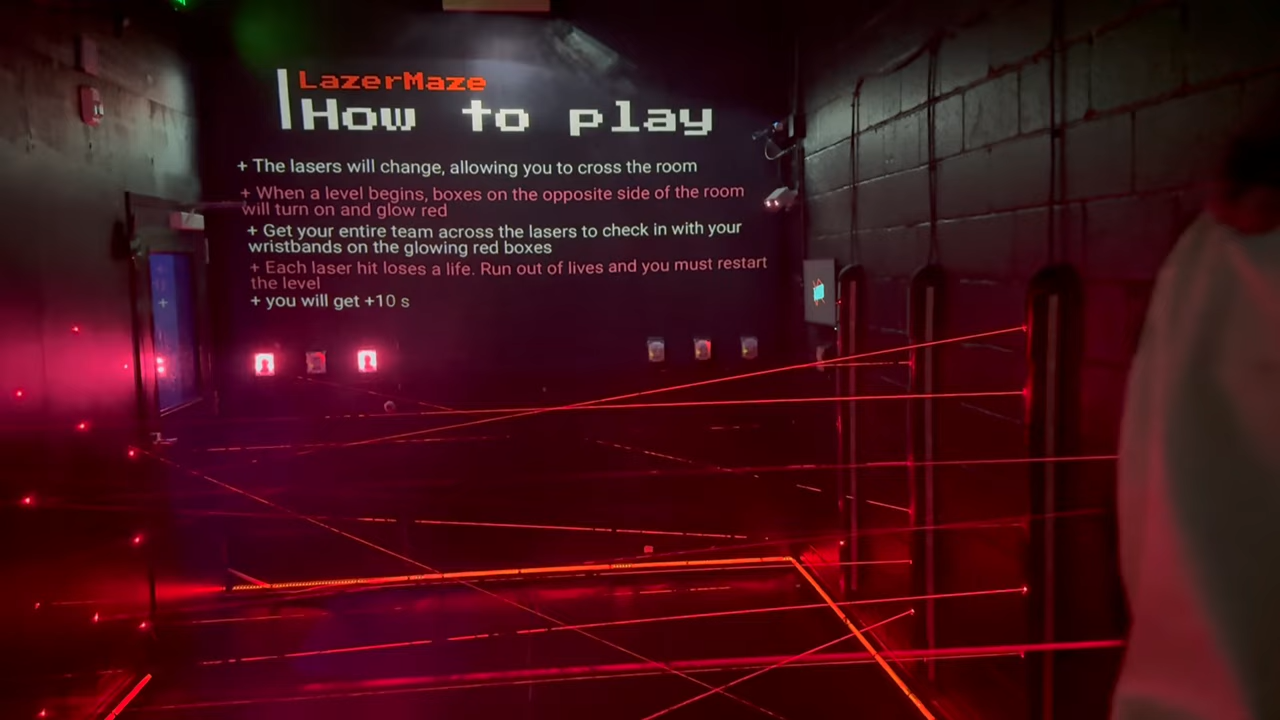 LazerMaze
How to play
+ The lasers will change, allowing you to cross the room
+ When a level begins, boxes on the opposite side of the room
will turn on and glow red
+ Get your entire team across the lasers to check in with your
wristbands on the glowing red boxes
+ Each laser hit loses a life. Run out of lives and you must restart
the level
+ you will get +10 s